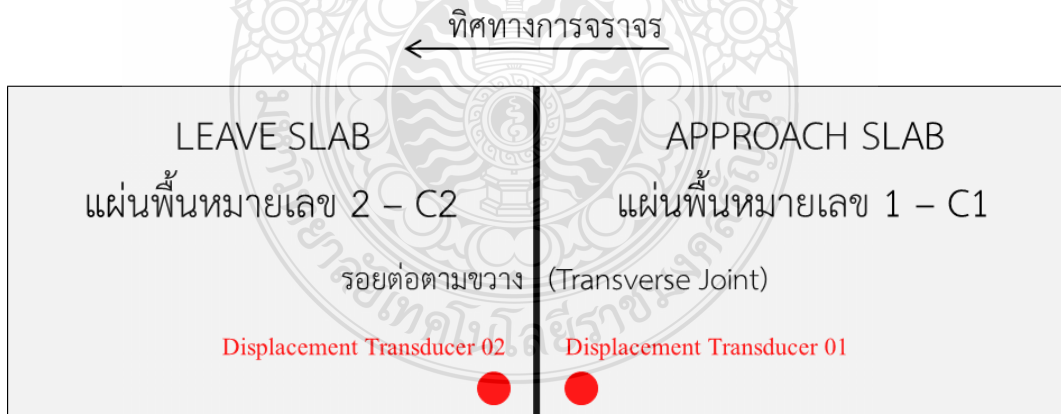 ทิศทางการจราจร
LEAVE SLAB
แผ่นพื้นหมายเลข 2 – C2
APPROACH SLAB
แผ่นพื้นหมายเลข 1 – C1
รอยต่อตามขวาง (Transverse Joint)
Displacement Transducer 02
Displacement Transducer 01